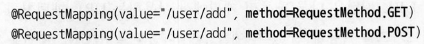 @RequestMapping(value="/user/add", method=RequestMethod.GET)
@RequestMapping(value="/user/add", method=RequestMethod.POST)